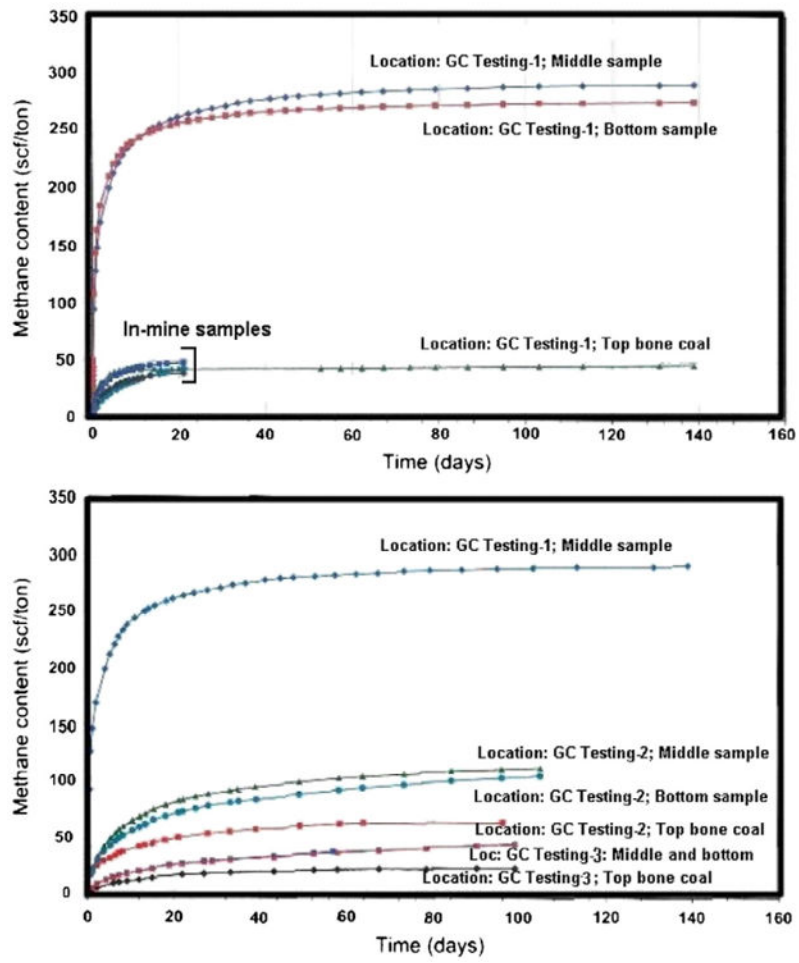 350
300
250
200
150
100
50
0
Methane content (scf/ton)
Location: GC Testing-1; Middle sample
Location: GC Testing-1; Bottom sample
In-mine samples
Location: GC Testing-1; Top bone coal
0 20 40 60 80 100 120 140 160
Time (days)
350
300
250
200
150
100
50
0
Methane content (scf/ton)
Location: GC Testing-1; Middle sample
Location: GC Testing-2; Middle sample
Location: GC Testing-2; Bottom sample
Location: GC Testing-2; Top bone coal
Loc: GC Testing-3: Middle and bottom
Location: GC Testing-3; Top bone coal
0 20 40 60 80 100 120 140 160
Time (days)